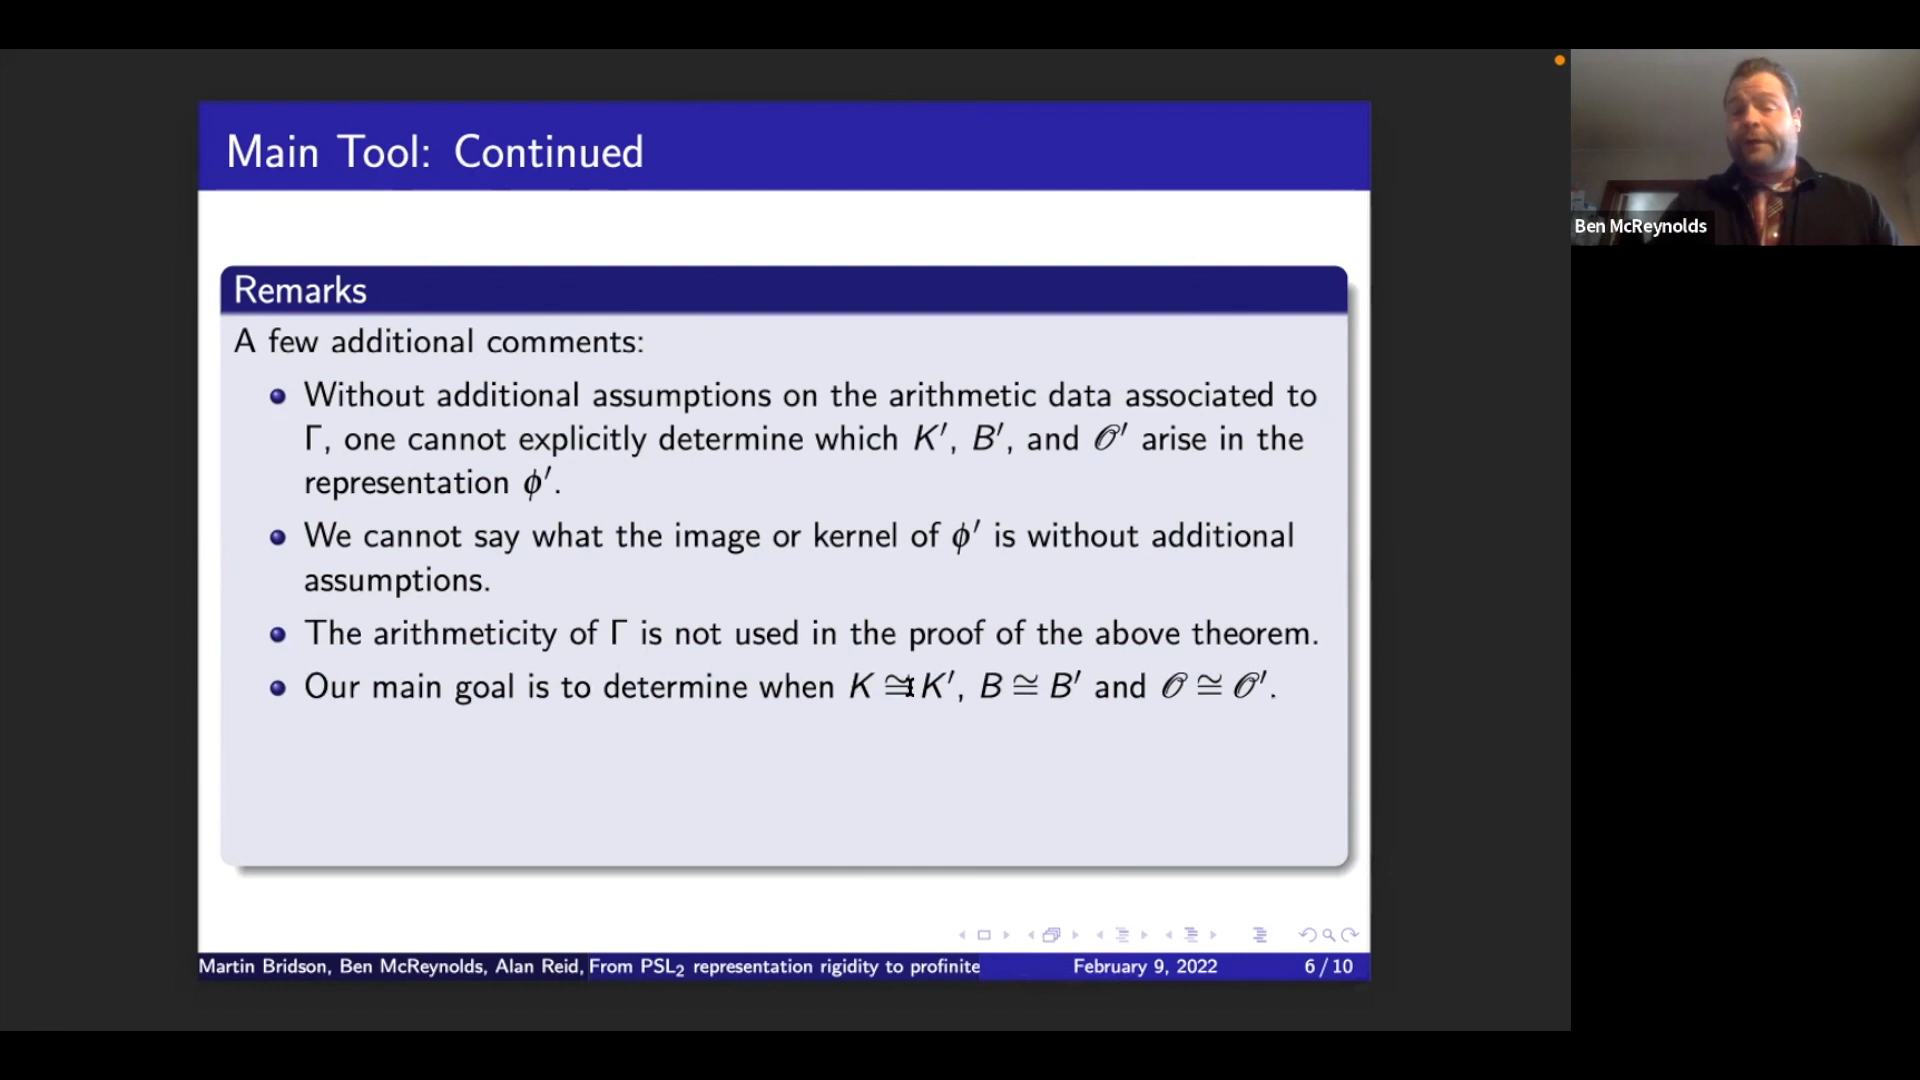 Main Tool: Continued
Ben McReynolds
Remarks
A few additional comments:
Without additional assumptions on the arithmetic data associated to
Γ, one cannot explicitly determine which K′, B′, and 𝒪′ arise in the
representation ϕ′.
We cannot say what the image or kernel of ϕ′ is without additional
assumptions.
The arithmeticity of Γ is not used in the proof of the above theorem.
Our main goal is to determine when K ≅ K′, B ≅ B′ and 𝒪 ≅ 𝒪′.
Martin Bridson, Ben McReynolds, Alan Reid, From PSL₂ representation rigidity to profinite February 9, 2022 6 / 10